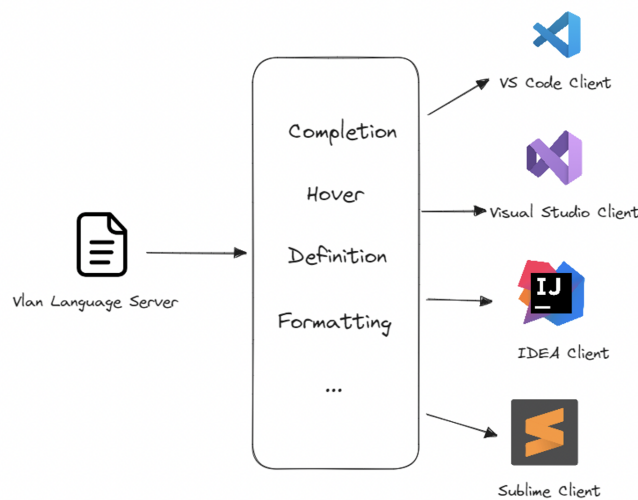 VS Code Client
Completion
Hover
Visual Studio Client
Definition
Vlan Language Server
Formatting
IJ
IDEA Client
...
Sublime Client